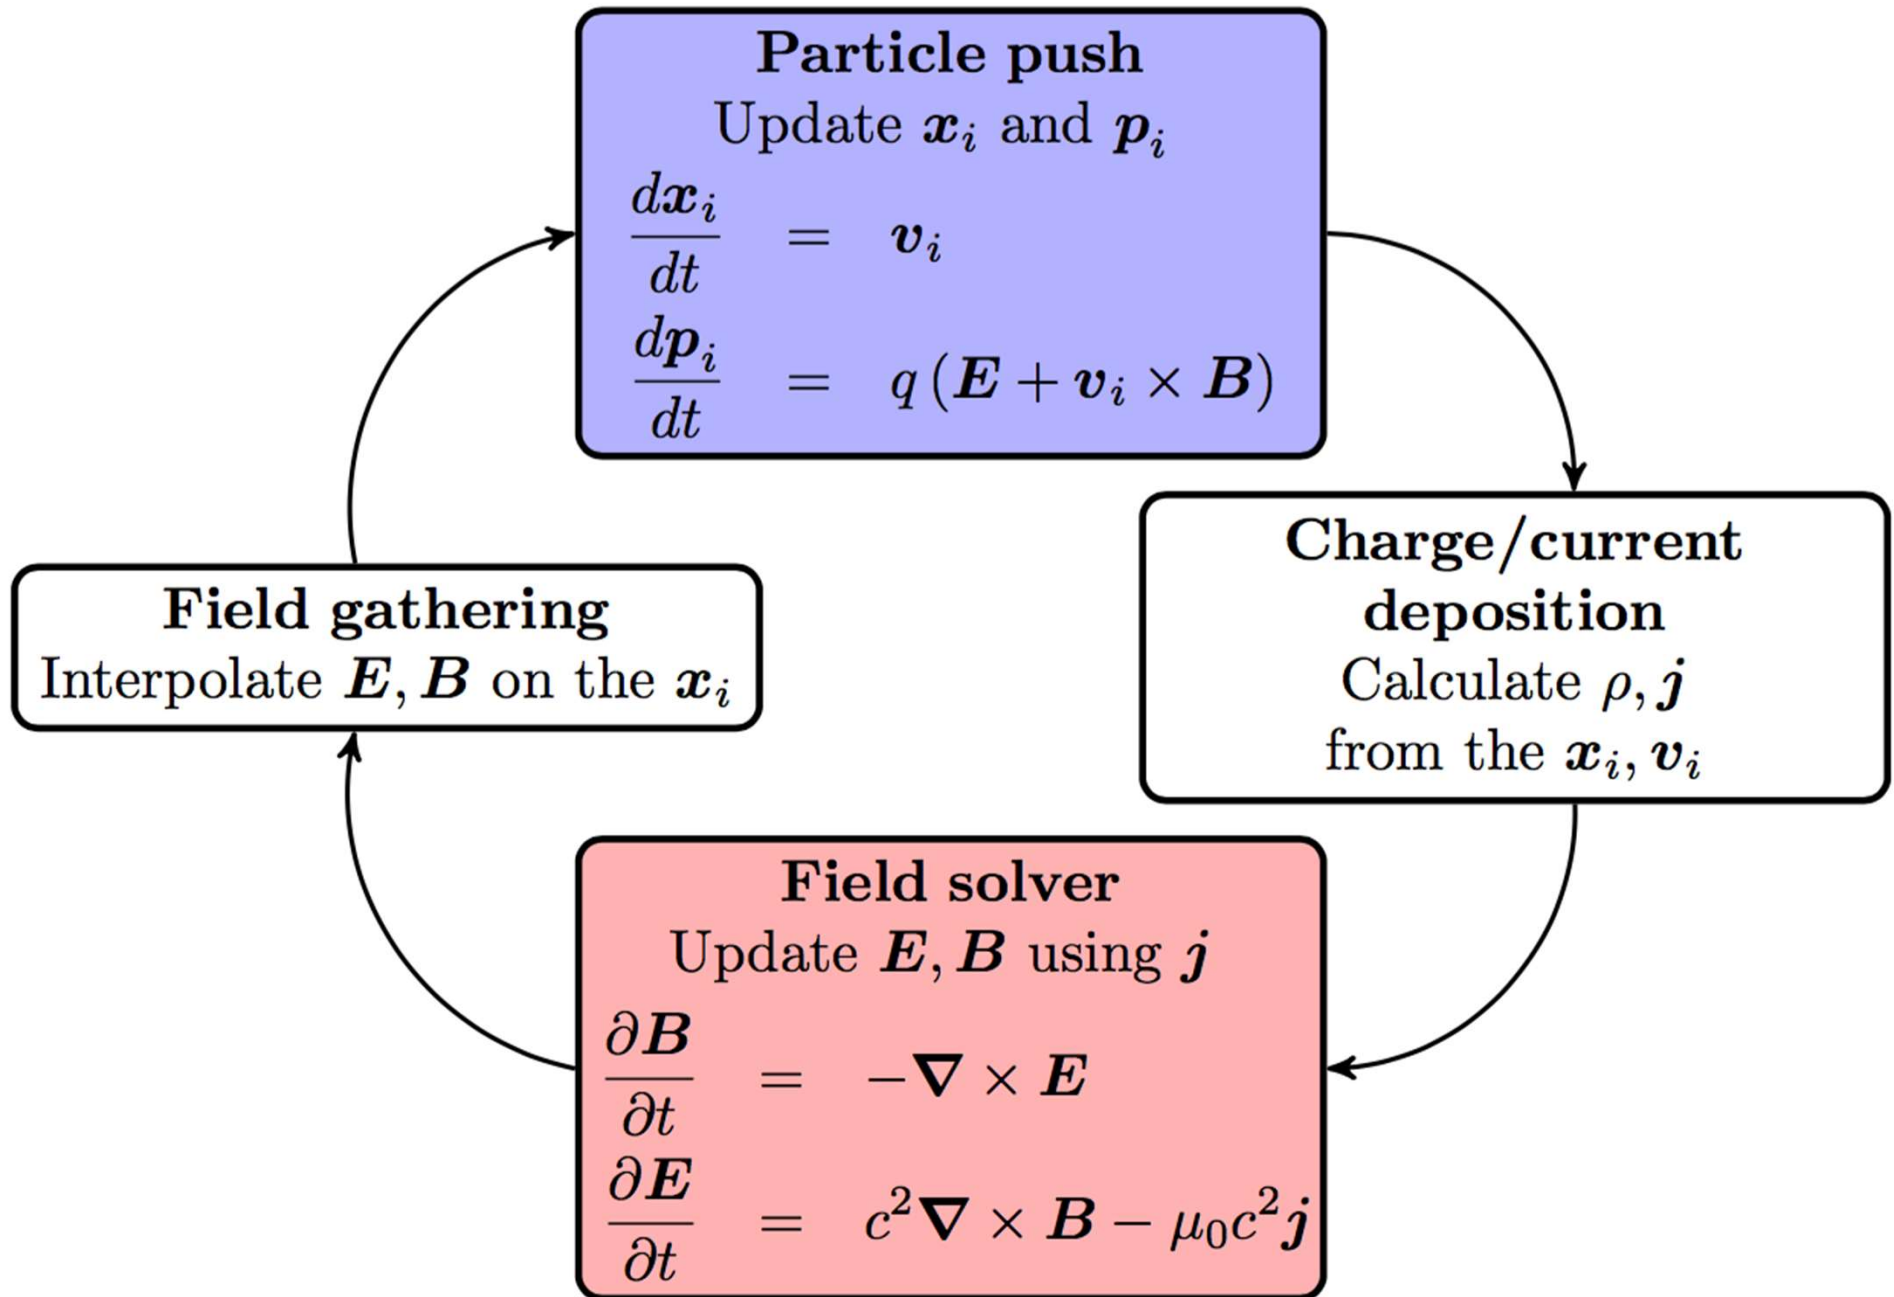 Particle push
Update 𝒙ᵢ and 𝒑ᵢ
d𝒙ᵢ/dt = 𝒗ᵢ
d𝒑ᵢ/dt = q (𝑬 + 𝒗ᵢ × 𝑩)
Charge/current
deposition
Calculate ρ, 𝒋
from the 𝒙ᵢ, 𝒗ᵢ
Field solver
Update 𝑬, 𝑩 using 𝒋
∂𝑩/∂t = −𝛁 × 𝑬
∂𝑬/∂t = c²𝛁 × 𝑩 − μ₀c²𝒋
Field gathering
Interpolate 𝑬, 𝑩 on the 𝒙ᵢ